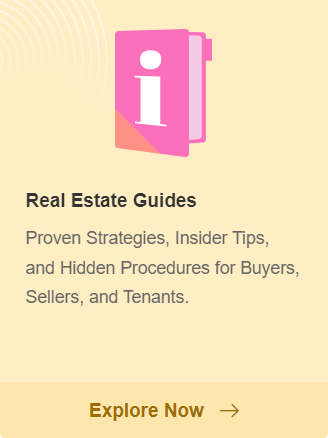 i
Real Estate Guides
Proven Strategies, Insider Tips,
and Hidden Procedures for Buyers,
Sellers, and Tenants.
Explore Now →